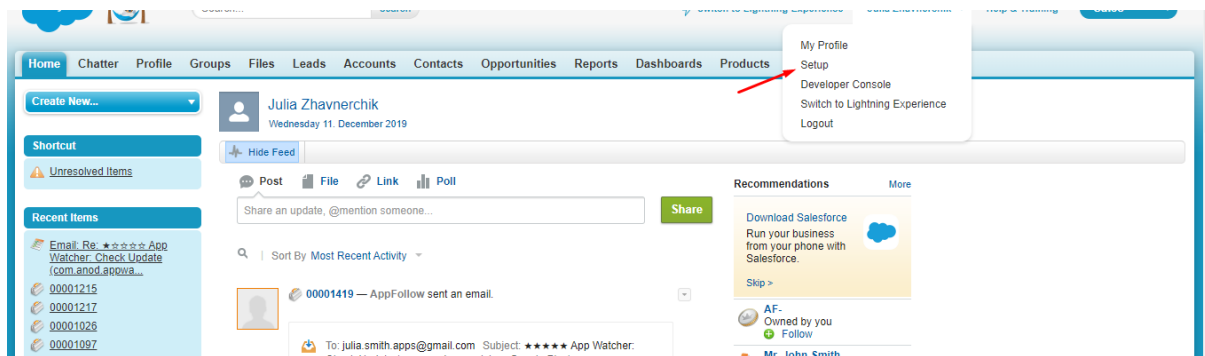 Switch to Lightning Experience
Julia Zhavnerchik
Help & Training
My Profile
Setup
Developer Console
Switch to Lightning Experience
Logout
Home Chatter Profile Groups Files Leads Accounts Contacts Opportunities Reports Dashboards Products
Create New...
Julia Zhavnerchik
Wednesday 11. December 2019
Shortcut
Unresolved Items
Hide Feed
Post File Link Poll
Share an update, @mention someone...
Share
Sort By Most Recent Activity
00001419 — AppFollow sent an email.
To: julia.smith.apps@gmail.com Subject: ★★★★★ App Watcher:
Recent Items
Email: Re: ★☆☆☆☆ App
Watcher: Check Update
(com.anod.appwa...
00001215
00001217
00001026
00001097
Recommendations More
Download Salesforce
Run your business
from your phone with
Salesforce.
Skip >
AF-
Owned by you
Follow
Mr. John Smith